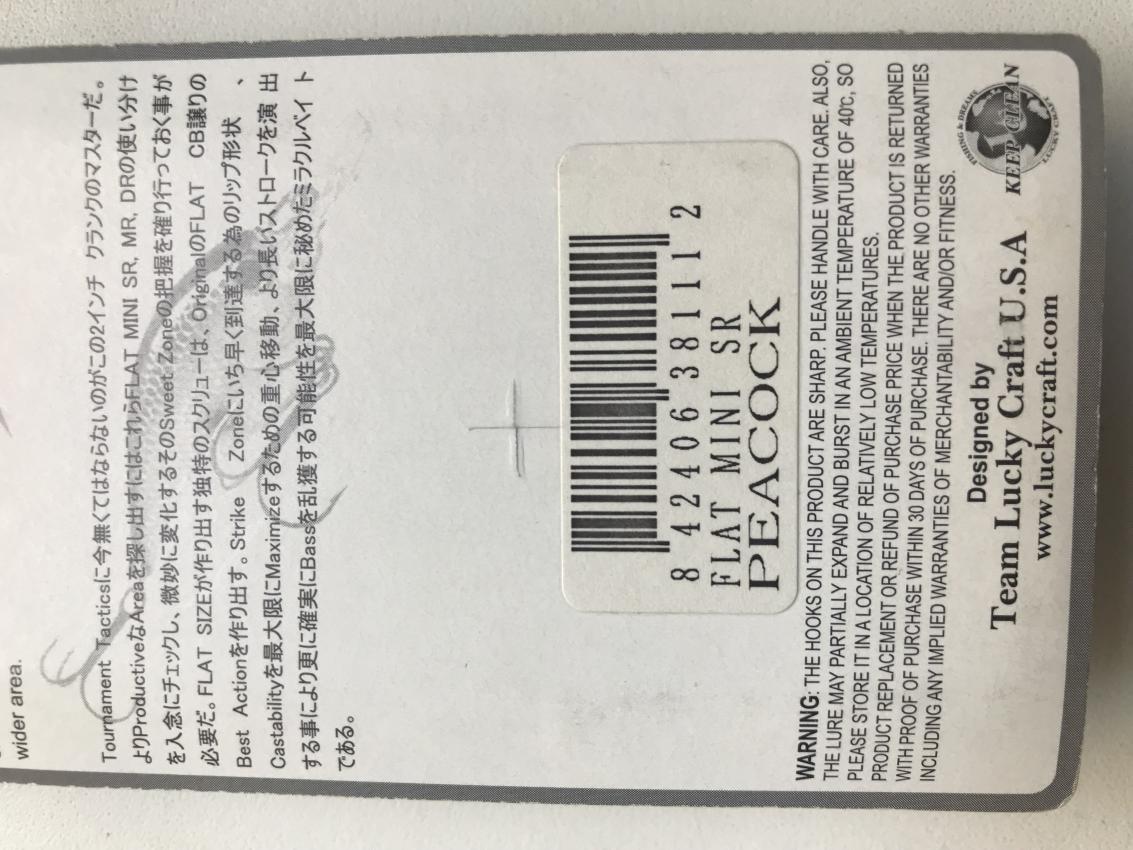 wider area.
Tournament Tacticsに今無くてはならないのがこの2インチ クランクのマスターだ。
よりProductiveなAreaを探し出すにはこれらFLAT MINI SR, MR, DRの使い分け
を入念にチェックし、微妙に変化するそのSweet Zoneの把握を確り行っておく事が
必要だ。FLAT SIZEが作り出す独特のスクリューは、OriginalのFLAT CB譲りの
Best Actionを作り出す。Strike Zoneにいち早く到達する為のリップ形状、
Castabilityを最大限にMaximizeするための重心移動、より長いストロークを演出
する事により更に確実にBassを乱獲する可能性を最大限に秘めたミラクルベイト
である。
8 42406 38111 2
FLAT MINI SR
PEACOCK
WARNING: THE HOOKS ON THIS PRODUCT ARE SHARP. PLEASE HANDLE WITH CARE. ALSO,
THE LURE MAY PARTIALLY EXPAND AND BURST IN AN AMBIENT TEMPERATURE OF 40℃, SO
PLEASE STORE IT IN A LOCATION OF RELATIVELY LOW TEMPERATURES.
PRODUCT REPLACEMENT OR REFUND OF PURCHASE PRICE WHEN THE PRODUCT IS RETURNED
WITH PROOF OF PURCHASE WITHIN 30 DAYS OF PURCHASE. THERE ARE NO OTHER WARRANTIES
INCLUDING ANY IMPLIED WARRANTIES OF MERCHANTABILITY AND/OR FITNESS.
Designed by
Team Lucky Craft U.S.A
www.luckycraft.com
FISHING & DREAMS
KEEP CLEAN
LUCKY CRAFT